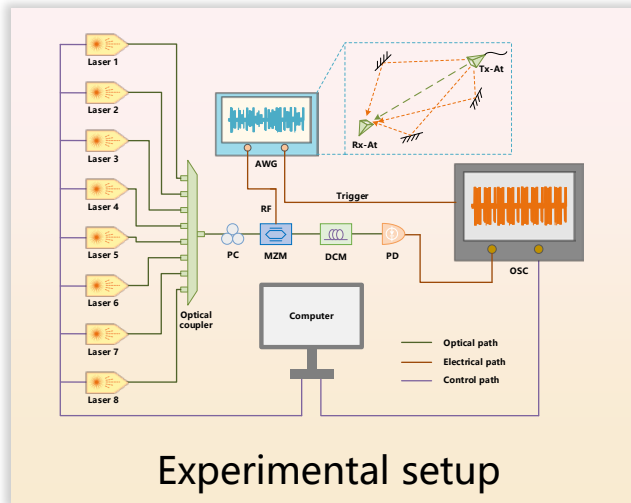 Laser 1
Laser 2
Laser 3
Laser 4
Laser 5
Laser 6
Laser 7
Laser 8
Optical
coupler
PC
RF
MZM
DCM
PD
AWG
Trigger
Tx-At
Rx-At
OSC
Computer
Optical path
Electrical path
Control path
Experimental setup